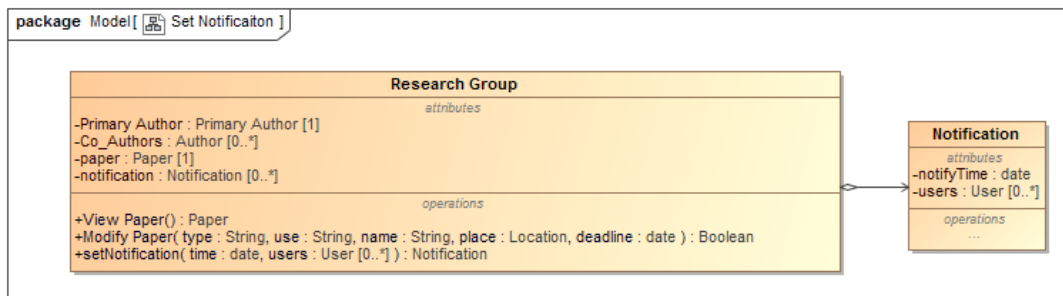 package Model[ Set Notificaiton ]
Research Group
attributes
-Primary Author : Primary Author [1]
-Co_Authors : Author [0..*]
-paper : Paper [1]
-notification : Notification [0..*]
operations
+View Paper() : Paper
+Modify Paper( type : String, use : String, name : String, place : Location, deadline : date ) : Boolean
+setNotification( time : date, users : User [0..*] ) : Notification
Notification
attributes
-notifyTime : date
-users : User [0..*]
operations
...